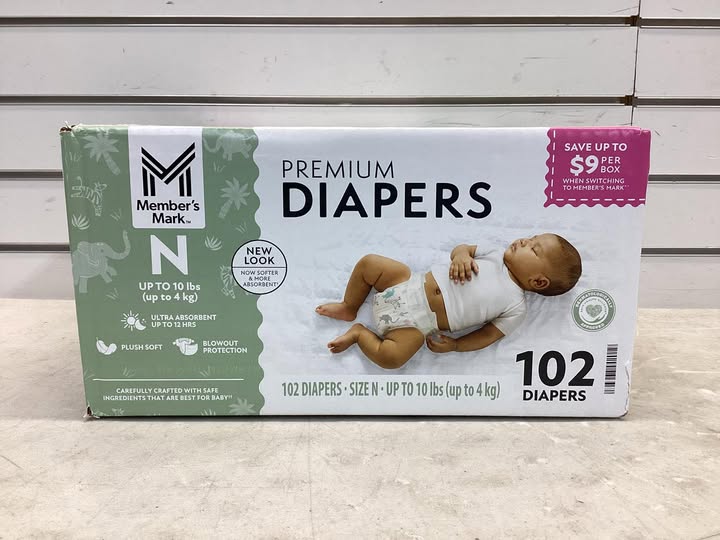 Member's
Mark™
N
UP TO 10 lbs
(up to 4 kg)
ULTRA ABSORBENT
UP TO 12 HRS
PLUSH SOFT
BLOWOUT
PROTECTION
CAREFULLY CRAFTED WITH SAFE
INGREDIENTS THAT ARE BEST FOR BABY
NEW
LOOK
NOW SOFTER
& MORE
ABSORBENT
PREMIUM
DIAPERS
SAVE UP TO
$9 PER
BOX
WHEN SWITCHING
TO MEMBER'S MARK
102
DIAPERS
102 DIAPERS • SIZE N • UP TO 10 lbs (up to 4 kg)